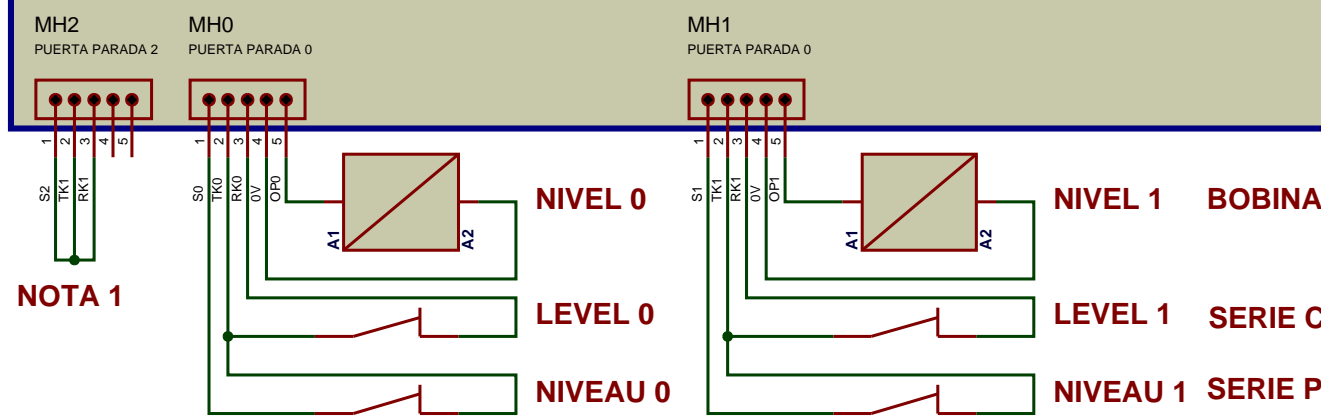 MH2
PUERTA PARADA 2
MH0
PUERTA PARADA 0
MH1
PUERTA PARADA 0
1 2 3 4 5
1 2 3 4 5
1 2 3 4 5
S2 TK1 RK1
S0 TK0 RK0 0V OP0
S1 TK1 RK1 0V OP1
A1 A2
NIVEL 0
A1 A2
NIVEL 1
BOBINA
NOTA 1
LEVEL 0
LEVEL 1
SERIE C
NIVEAU 0
NIVEAU 1
SERIE P